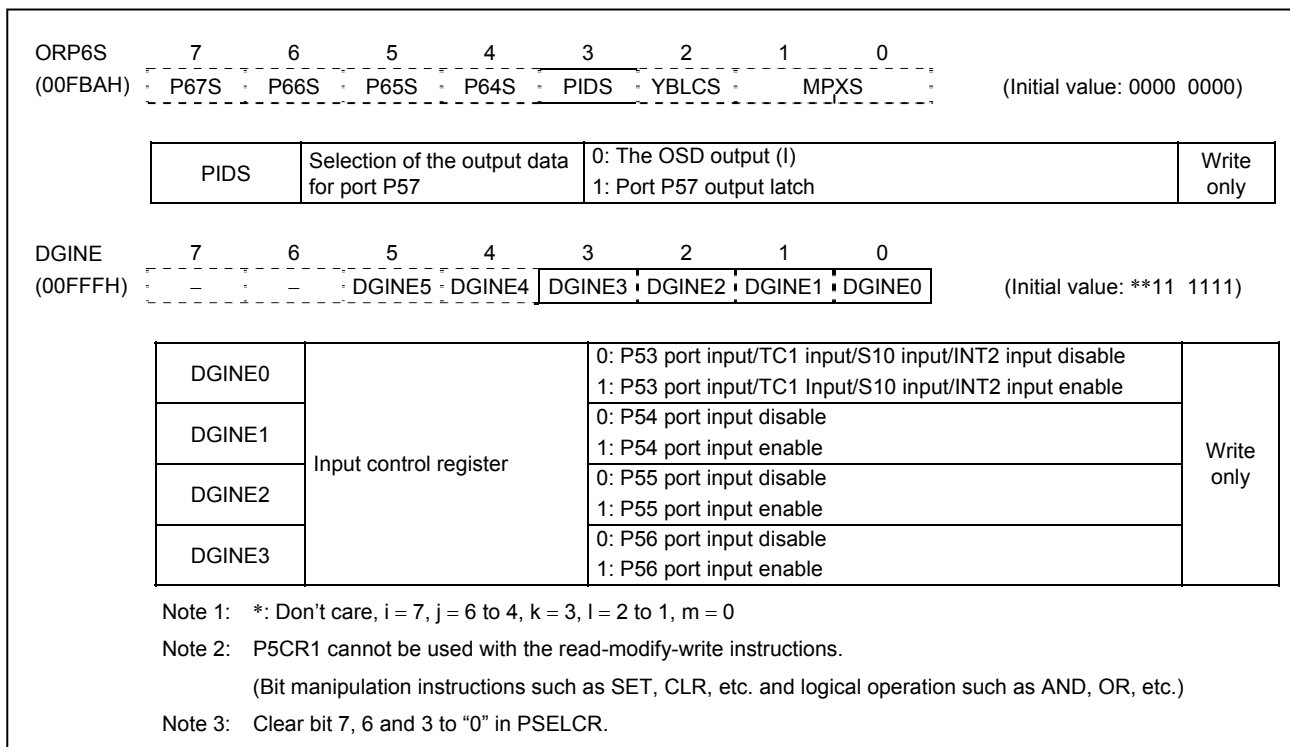 ORP6S 7 6 5 4 3 2 1 0
(00FBAH) P67S P66S P65S P64S PIDS YBLCS MPXS (Initial value: 0000 0000)
PIDS Selection of the output data for port P57 0: The OSD output (I) Write only
1: Port P57 output latch
DGINE 7 6 5 4 3 2 1 0
(00FFFH) – – DGINE5 DGINE4 DGINE3 DGINE2 DGINE1 DGINE0 (Initial value: **11 1111)
DGINE0 Input control register 0: P53 port input/TC1 input/S10 input/INT2 input disable Write only
1: P53 port input/TC1 Input/S10 input/INT2 input enable
DGINE1 0: P54 port input disable
1: P54 port input enable
DGINE2 0: P55 port input disable
1: P55 port input enable
DGINE3 0: P56 port input disable
1: P56 port input enable
Note 1: *: Don't care, i = 7, j = 6 to 4, k = 3, l = 2 to 1, m = 0
Note 2: P5CR1 cannot be used with the read-modify-write instructions.
(Bit manipulation instructions such as SET, CLR, etc. and logical operation such as AND, OR, etc.)
Note 3: Clear bit 7, 6 and 3 to “0” in PSELCR.